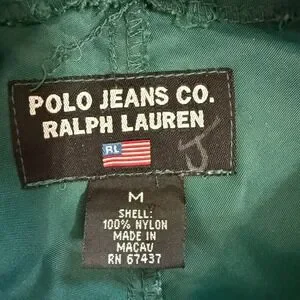 POLO JEANS CO.
RALPH LAUREN
RL
J
M
SHELL:
100% NYLON
MADE IN
MACAU
RN 67437